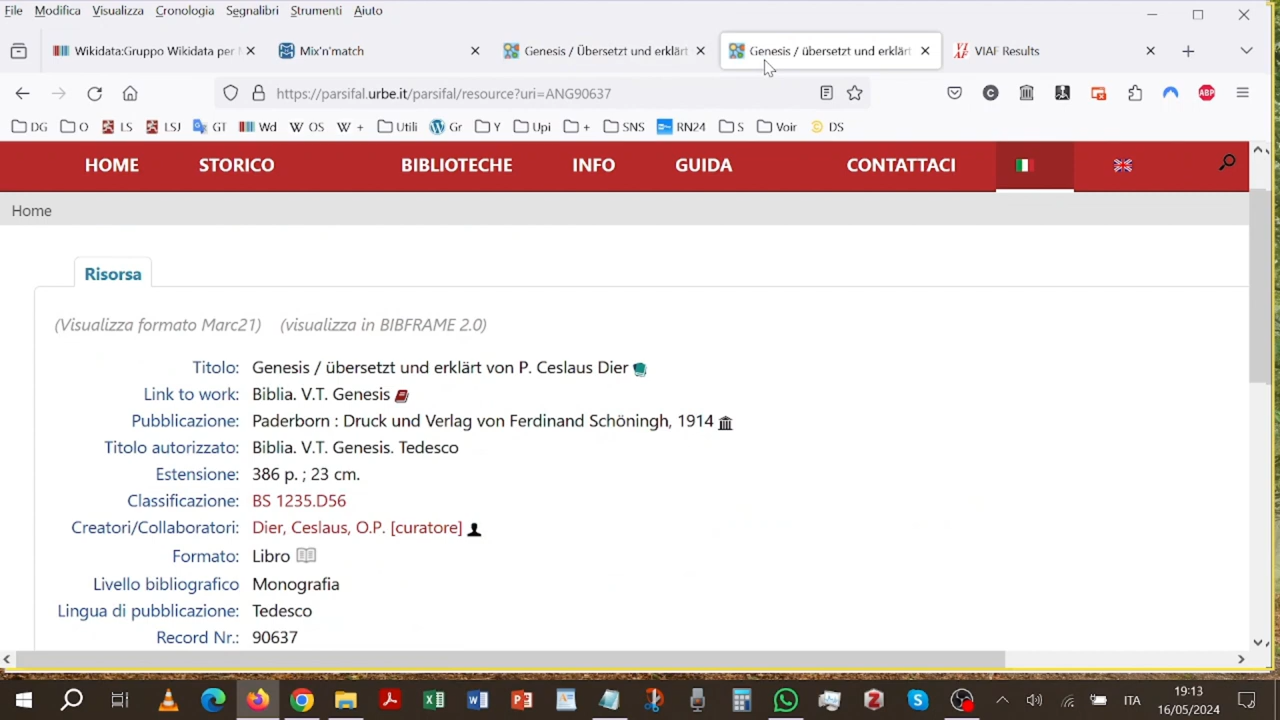 File Modifica Visualizza Cronologia Segnalibri Strumenti Aiuto
Wikidata:Gruppo Wikidata per M
Mix'n'match
Genesis / Übersetzt und erklärt
Genesis / übersetzt und erklärt
VIAF Results
https://parsifal.urbe.it/parsifal/resource?uri=ANG90637
ABP
DG O LS LSJ GT Wd OS + Utili Gr Y Upi + SNS RN24 S Voir DS
HOME STORICO BIBLIOTECHE INFO GUIDA CONTATTACI
Home
Risorsa
(Visualizza formato Marc21) (visualizza in BIBFRAME 2.0)
Titolo: Genesis / übersetzt und erklärt von P. Ceslaus Dier
Link to work: Biblia. V.T. Genesis
Pubblicazione: Paderborn : Druck und Verlag von Ferdinand Schöningh, 1914
Titolo autorizzato: Biblia. V.T. Genesis. Tedesco
Estensione: 386 p. ; 23 cm.
Classificazione: BS 1235.D56
Creatori/Collaboratori: Dier, Ceslaus, O.P. [curatore]
Formato: Libro
Livello bibliografico Monografia
Lingua di pubblicazione: Tedesco
Record Nr.: 90637
ITA
19:13
16/05/2024